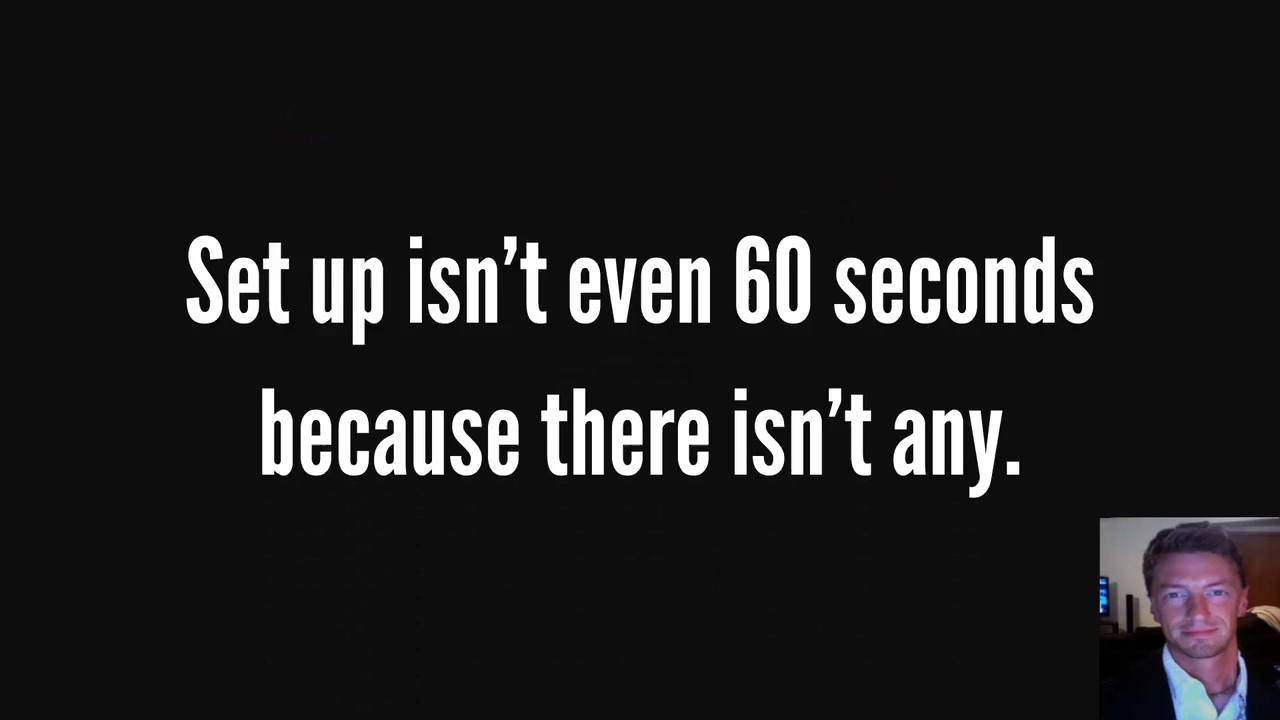 Set up isn’t even 60 seconds
because there isn’t any.